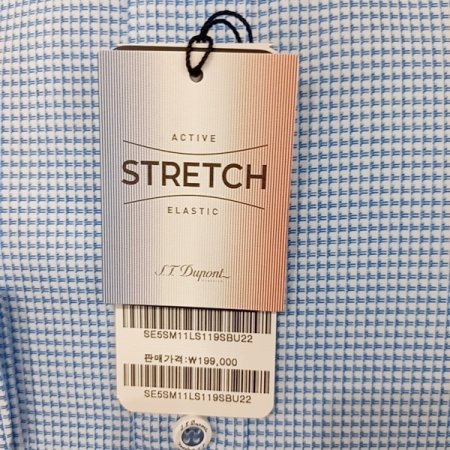 ACTIVE
STRETCH
ELASTIC
S.T. Dupont
SE5SM11LS119SBU22
판매가격:₩199,000
SE5SM11LS119SBU22